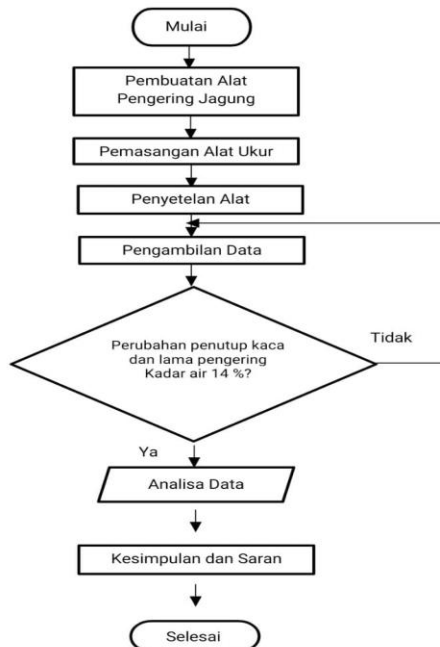 Mulai
Pembuatan Alat
Pengering Jagung
Pemasangan Alat Ukur
Penyetelan Alat
Pengambilan Data
Perubahan penutup kaca
dan lama pengering
Kadar air 14 %?
Tidak
Ya
Analisa Data
Kesimpulan dan Saran
Selesai